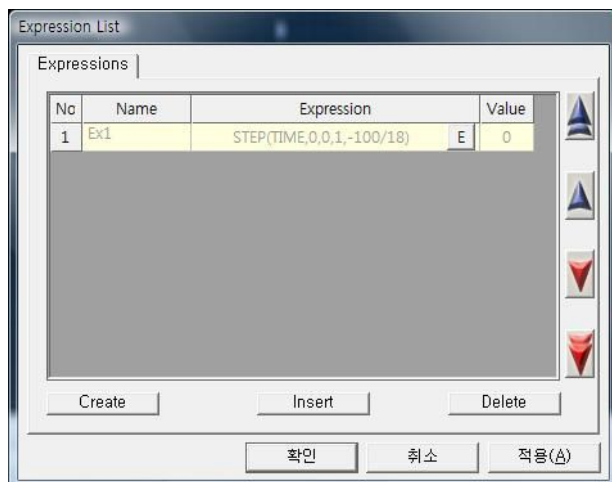 Expression List
Expressions
No Name Expression Value
1 Ex1 STEP(TIME,0,0,1,-100/18) E 0
Create Insert Delete
확인 취소 적용(A)